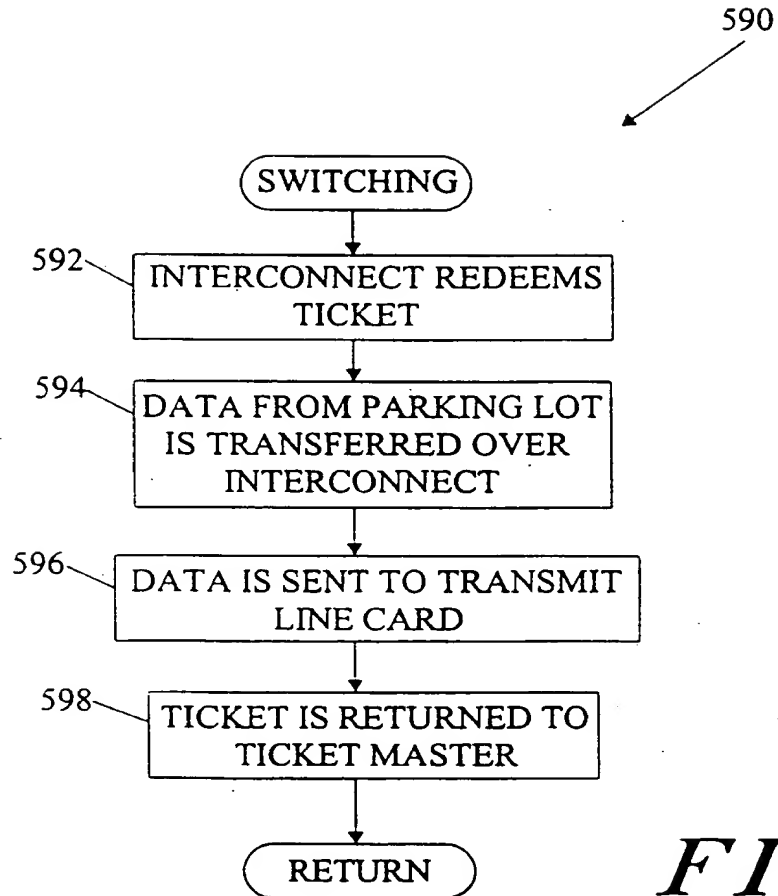 590
SWITCHING
592
INTERCONNECT REDEEMS
TICKET
594
DATA FROM PARKING LOT
IS TRANSFERRED OVER
INTERCONNECT
596
DATA IS SENT TO TRANSMIT
LINE CARD
598
TICKET IS RETURNED TO
TICKET MASTER
RETURN
FI